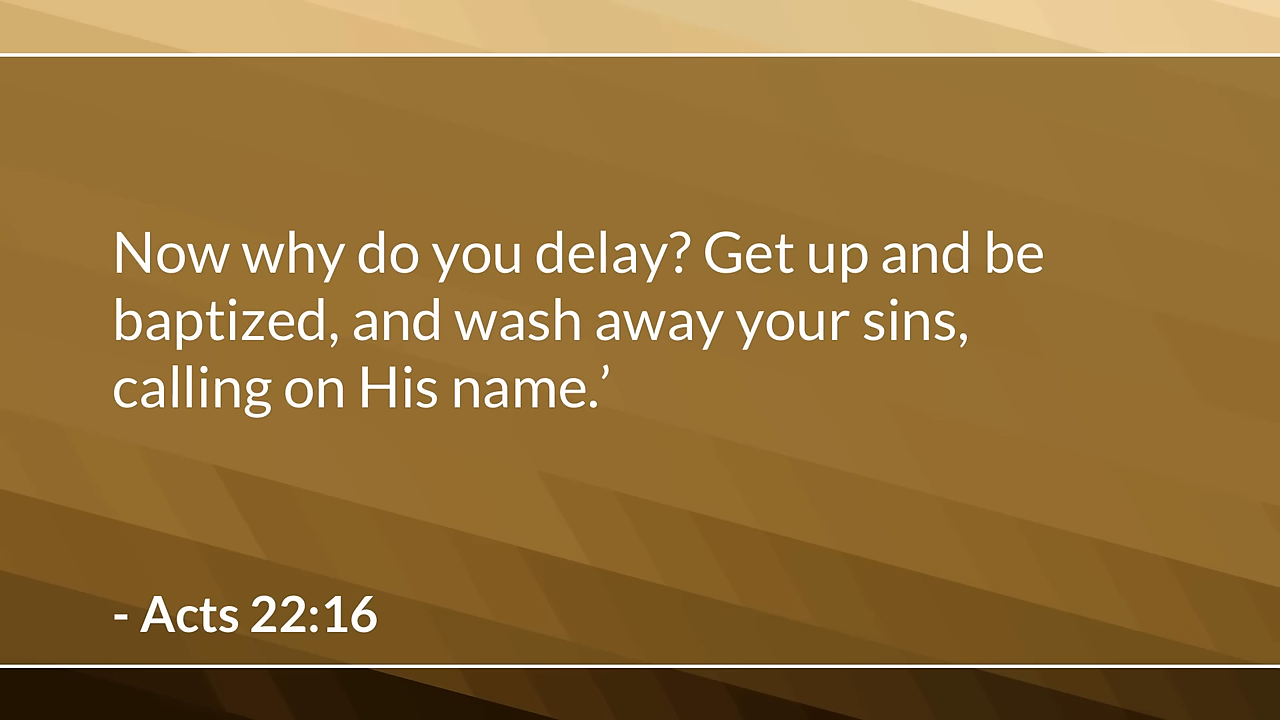 Now why do you delay? Get up and be
baptized, and wash away your sins,
calling on His name.’
- Acts 22:16